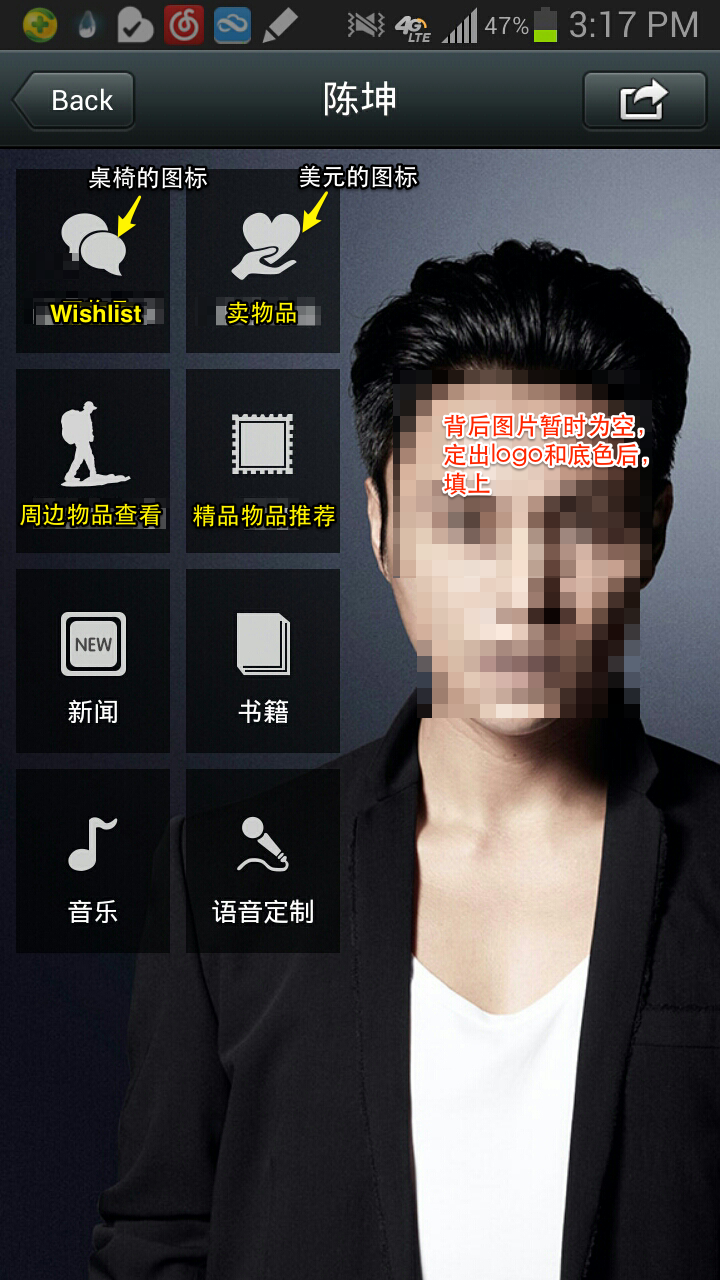 47% 3:17 PM
Back
陈坤
桌椅的图标
美元的图标
Wishlist
卖物品
背后图片暂时为空，
定出logo和底色后，
填上
周边物品查看
精品物品推荐
NEW
新闻
书籍
音乐
语音定制